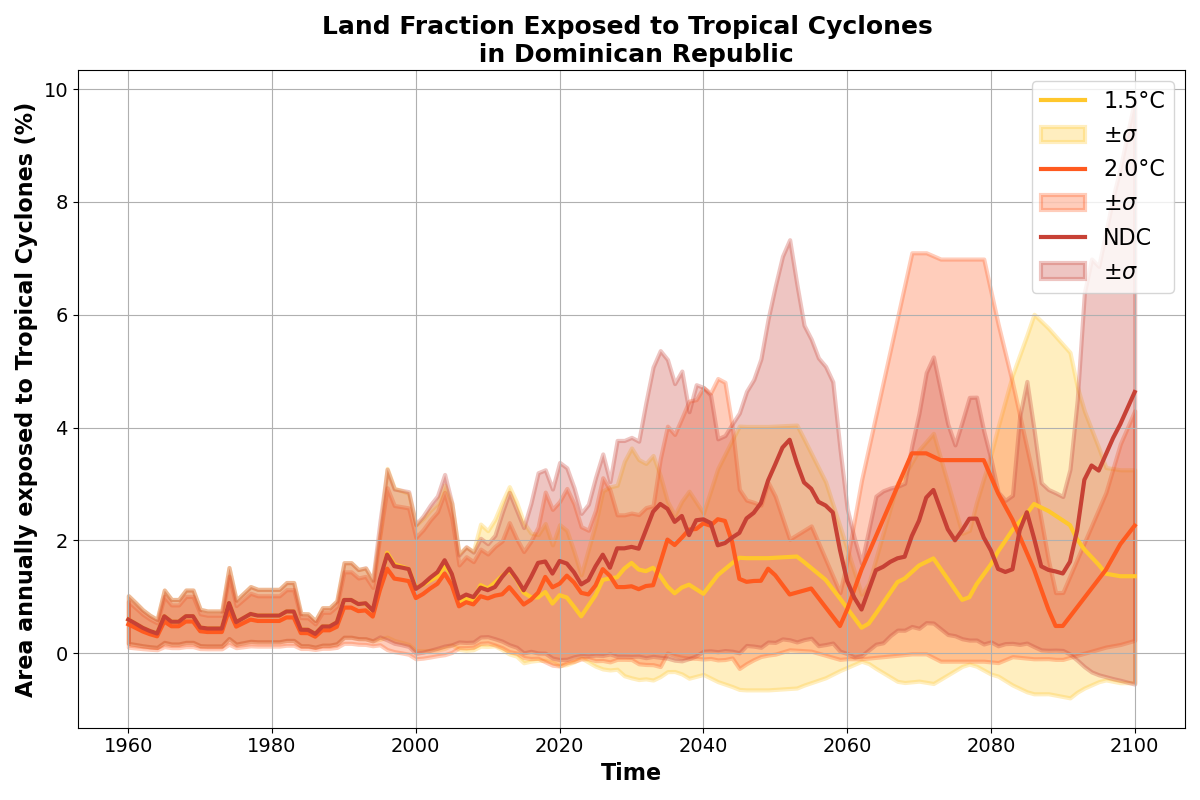 Land Fraction Exposed to Tropical Cyclones
in Dominican Republic
Area annually exposed to Tropical Cyclones (%)
10
8
6
4
2
0
1960
1980
2000
2020
2040
2060
2080
2100
Time
1.5°C
±σ
2.0°C
±σ
NDC
±σ